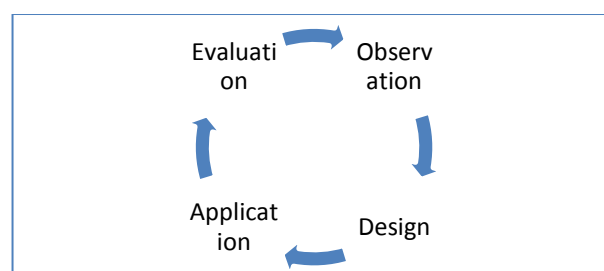 Evaluati
on
Observ
ation
Applicat
ion
Design